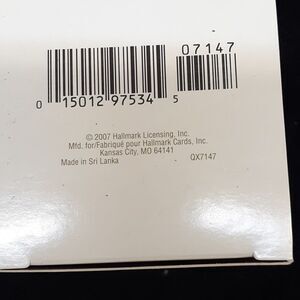 07147
0 15012 97534 5
© 2007 Hallmark Licensing, Inc.
Mfd. for/Fabriqué pour Hallmark Cards, Inc.
Kansas City, MO 64141
Made in Sri Lanka QX7147